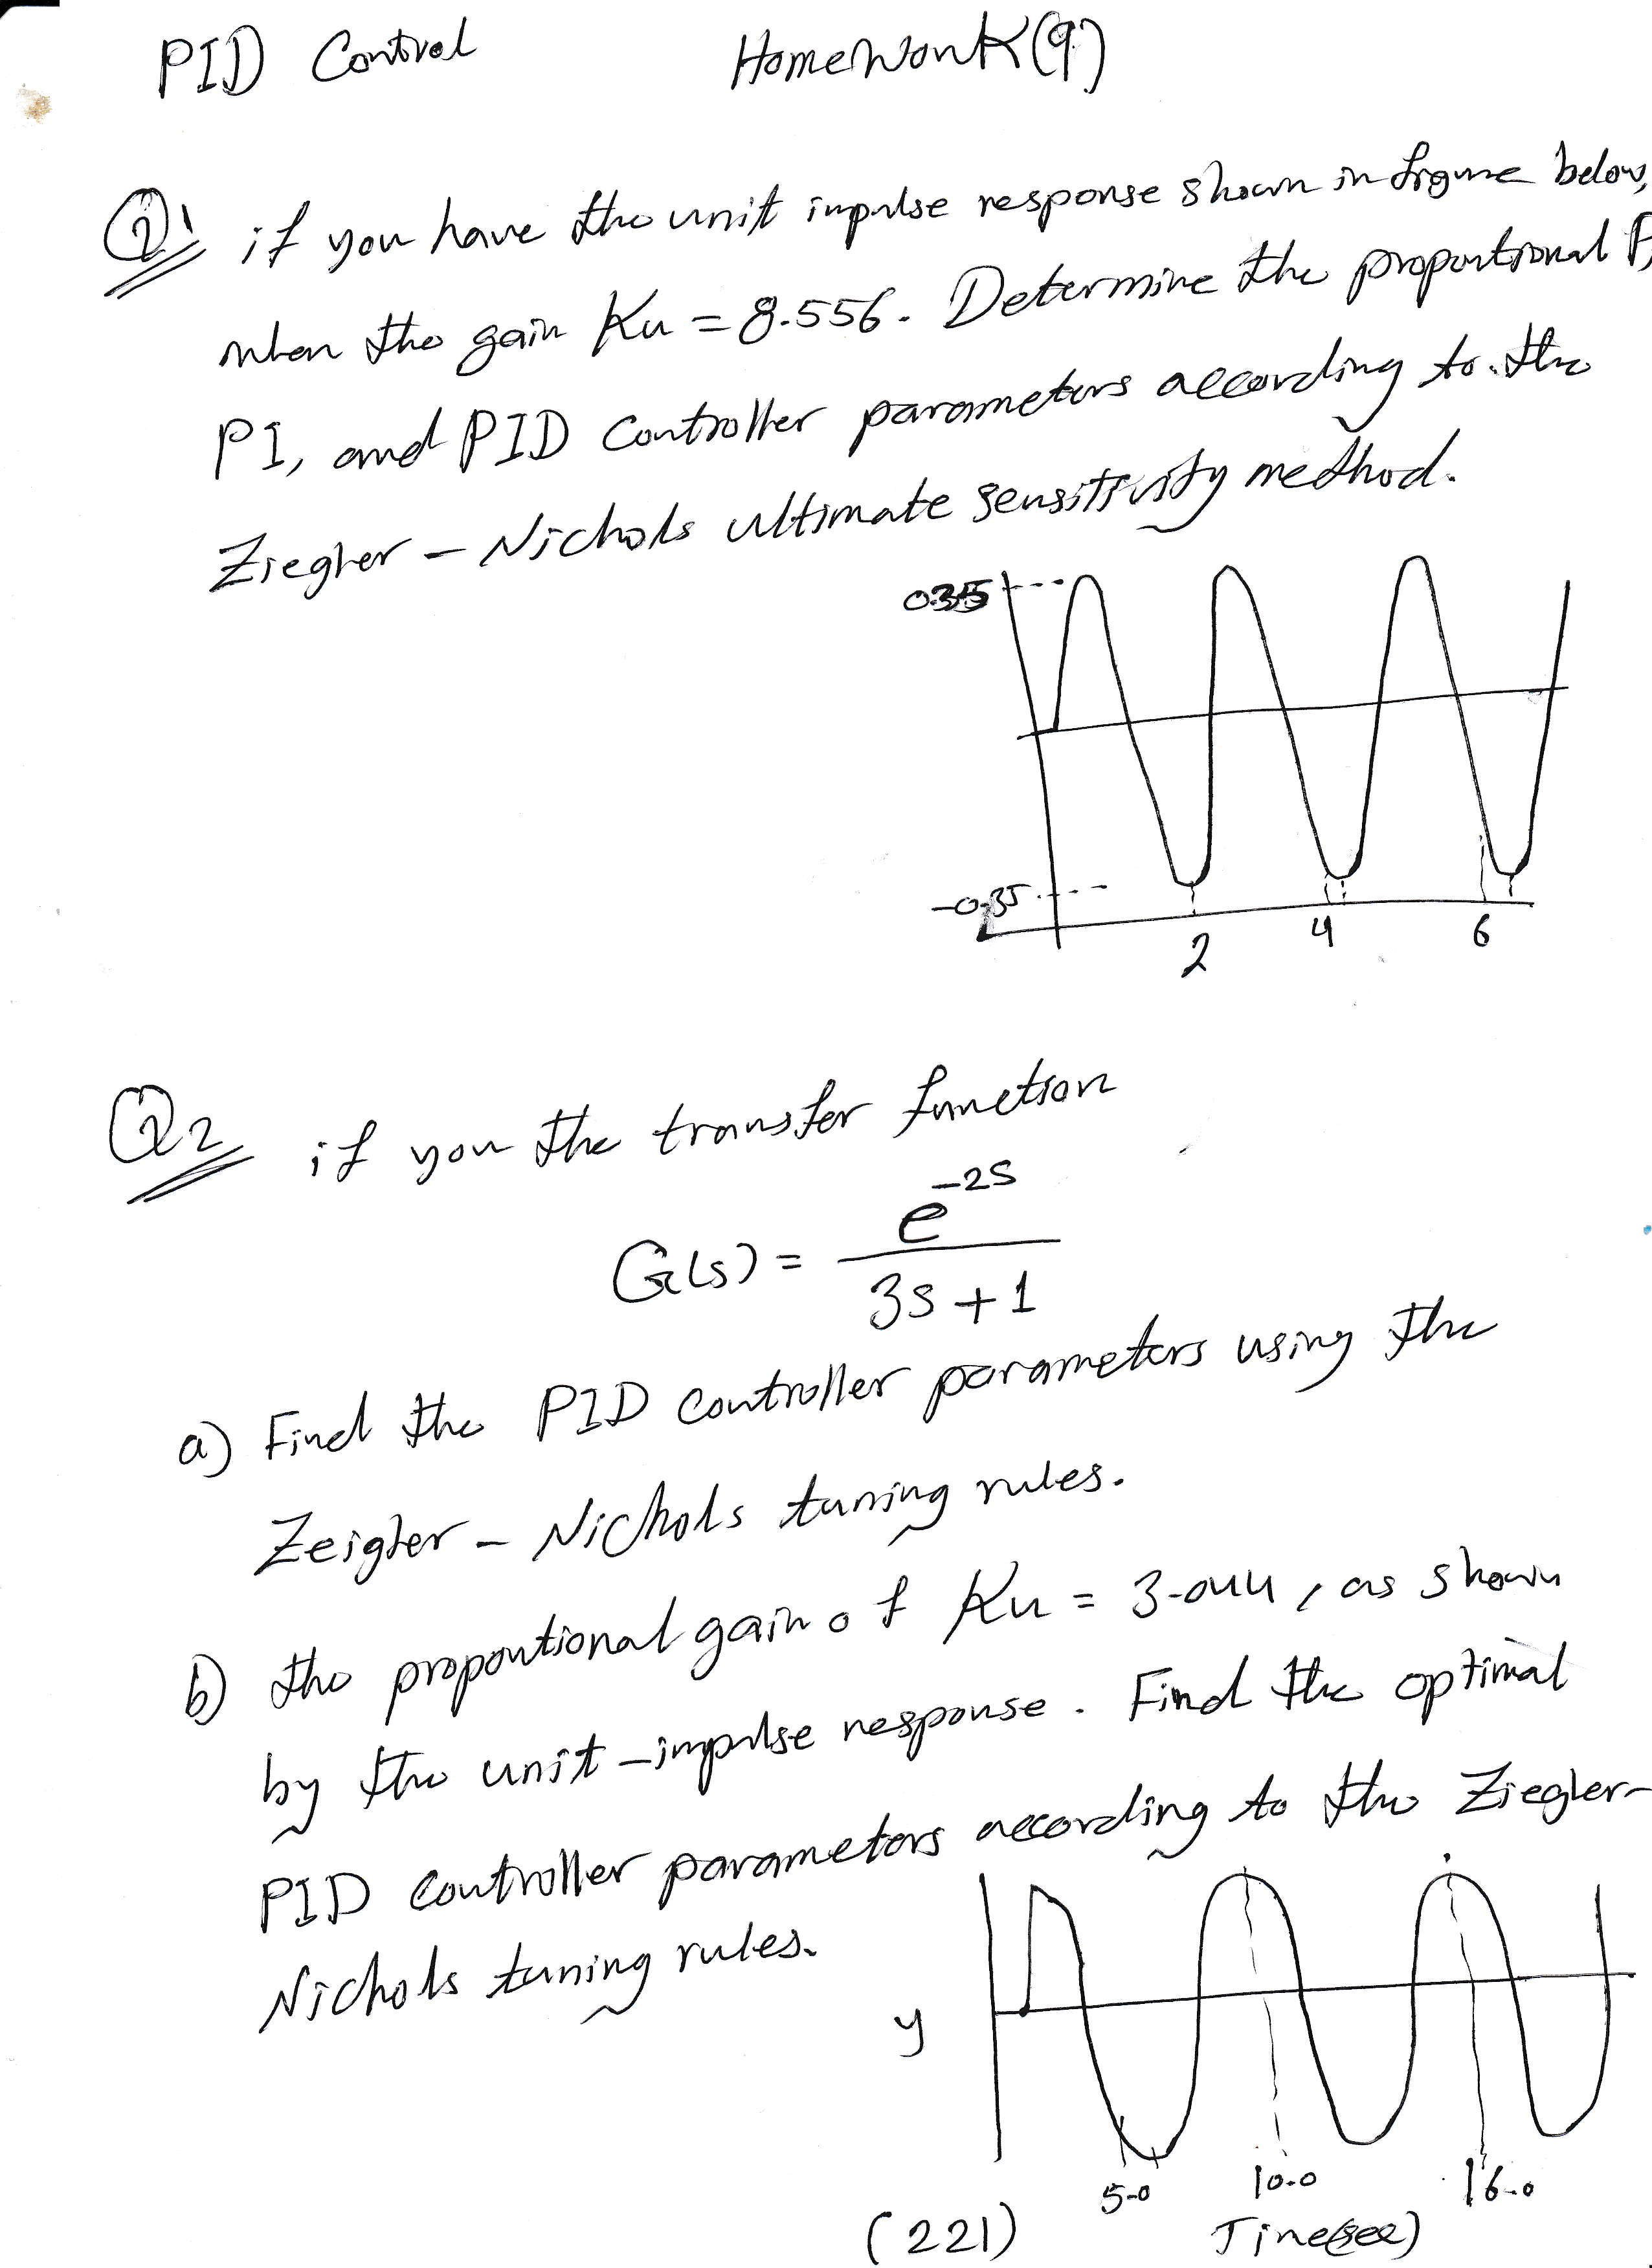 PID Control HomeWork(9)
Q1 if you have the unit impulse response shown in figure below,
when the gain Ku = 8.556. Determine the proportional P,
PI, and PID Controller parameters according to the
Ziegler - Nichols ultimate sensitivity method.
0.35
-0.35
2 4 6
Q2 if you the transfer function
G(s) = e^-2s / 3s + 1
a) Find the PID controller parameters using the
Zeigler - Nichols tuning rules.
b) the proportional gain of Ku = 3.044, as shown
by the unit-impulse response. Find the optimal
PID controller parameters according to the Ziegler-
Nichols tuning rules.
y
5.0 10.0 16.0
(221) Time(sec)